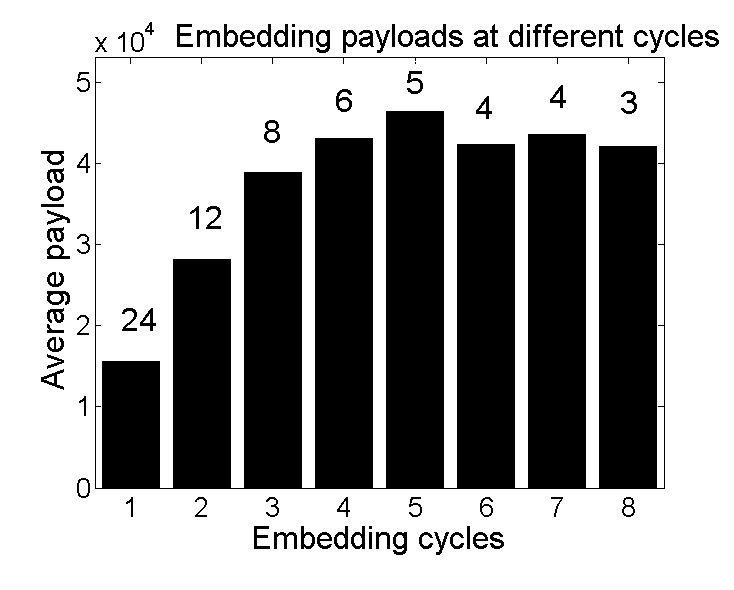 x 10^4 Embedding payloads at different cycles
5
4
3
2
1
0
Average payload
24 12 8 6 5 4 4 3
1 2 3 4 5 6 7 8
Embedding cycles